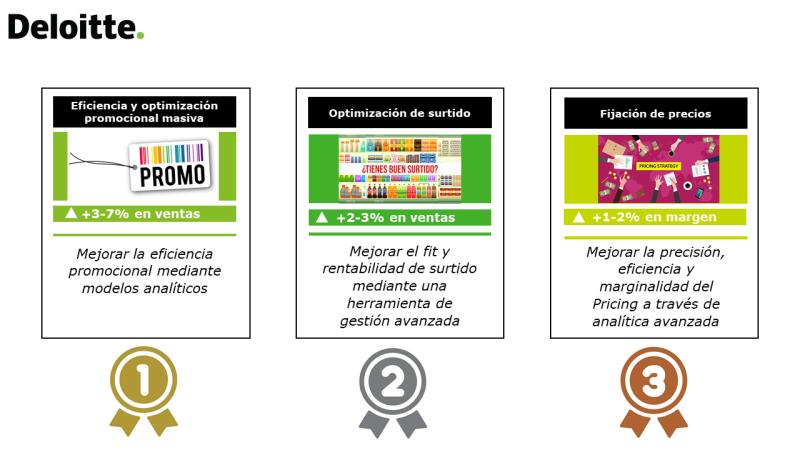 Deloitte.
Eficiencia y optimización
promocional masiva
PROMO
+3-7% en ventas
Mejorar la eficiencia
promocional mediante
modelos analíticos
1
Optimización de surtido
¿TIENES BUEN SURTIDO?
+2-3% en ventas
Mejorar el fit y
rentabilidad de surtido
mediante una
herramienta de
gestión avanzada
2
Fijación de precios
PRICING STRATEGY
+1-2% en margen
Mejorar la precisión,
eficiencia y
marginalidad del
Pricing a través de
analítica avanzada
3